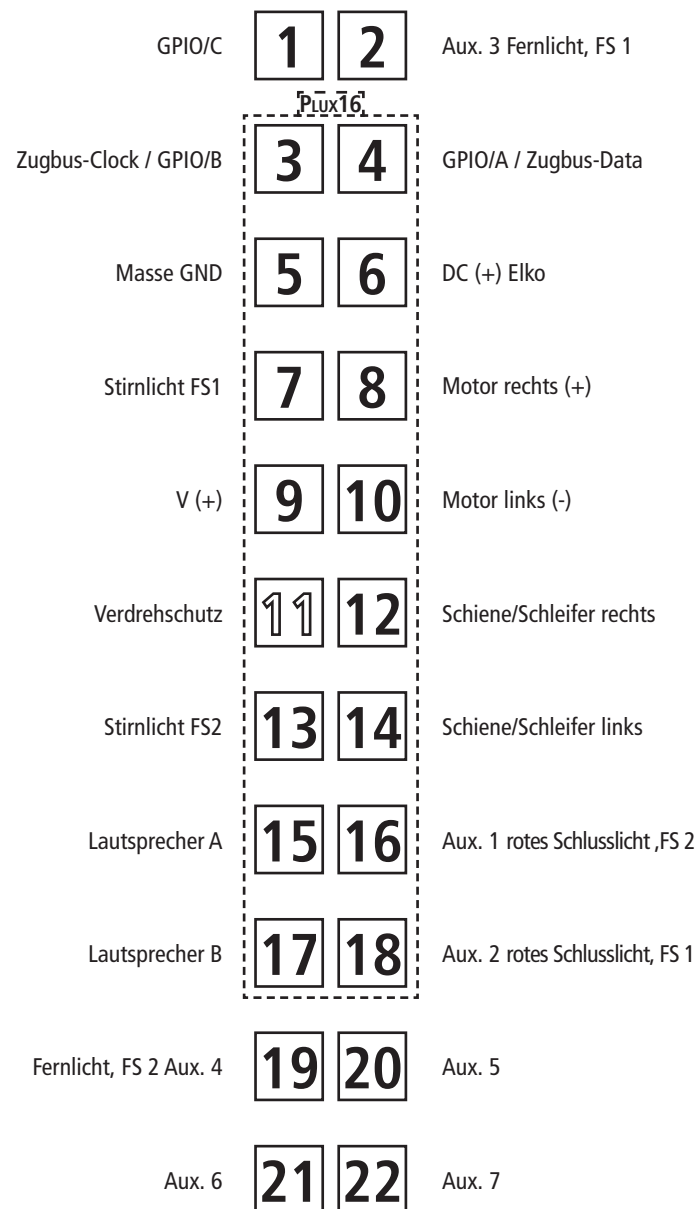 GPIO/C 1 2 Aux. 3 Fernlicht, FS 1
PLUX16
Zugbus-Clock / GPIO/B 3 4 GPIO/A / Zugbus-Data
Masse GND 5 6 DC (+) Elko
Stirnlicht FS1 7 8 Motor rechts (+)
V (+) 9 10 Motor links (-)
Verdrehschutz 11 12 Schiene/Schleifer rechts
Stirnlicht FS2 13 14 Schiene/Schleifer links
Lautsprecher A 15 16 Aux. 1 rotes Schlusslicht ,FS 2
Lautsprecher B 17 18 Aux. 2 rotes Schlusslicht, FS 1
Fernlicht, FS 2 Aux. 4 19 20 Aux. 5
Aux. 6 21 22 Aux. 7